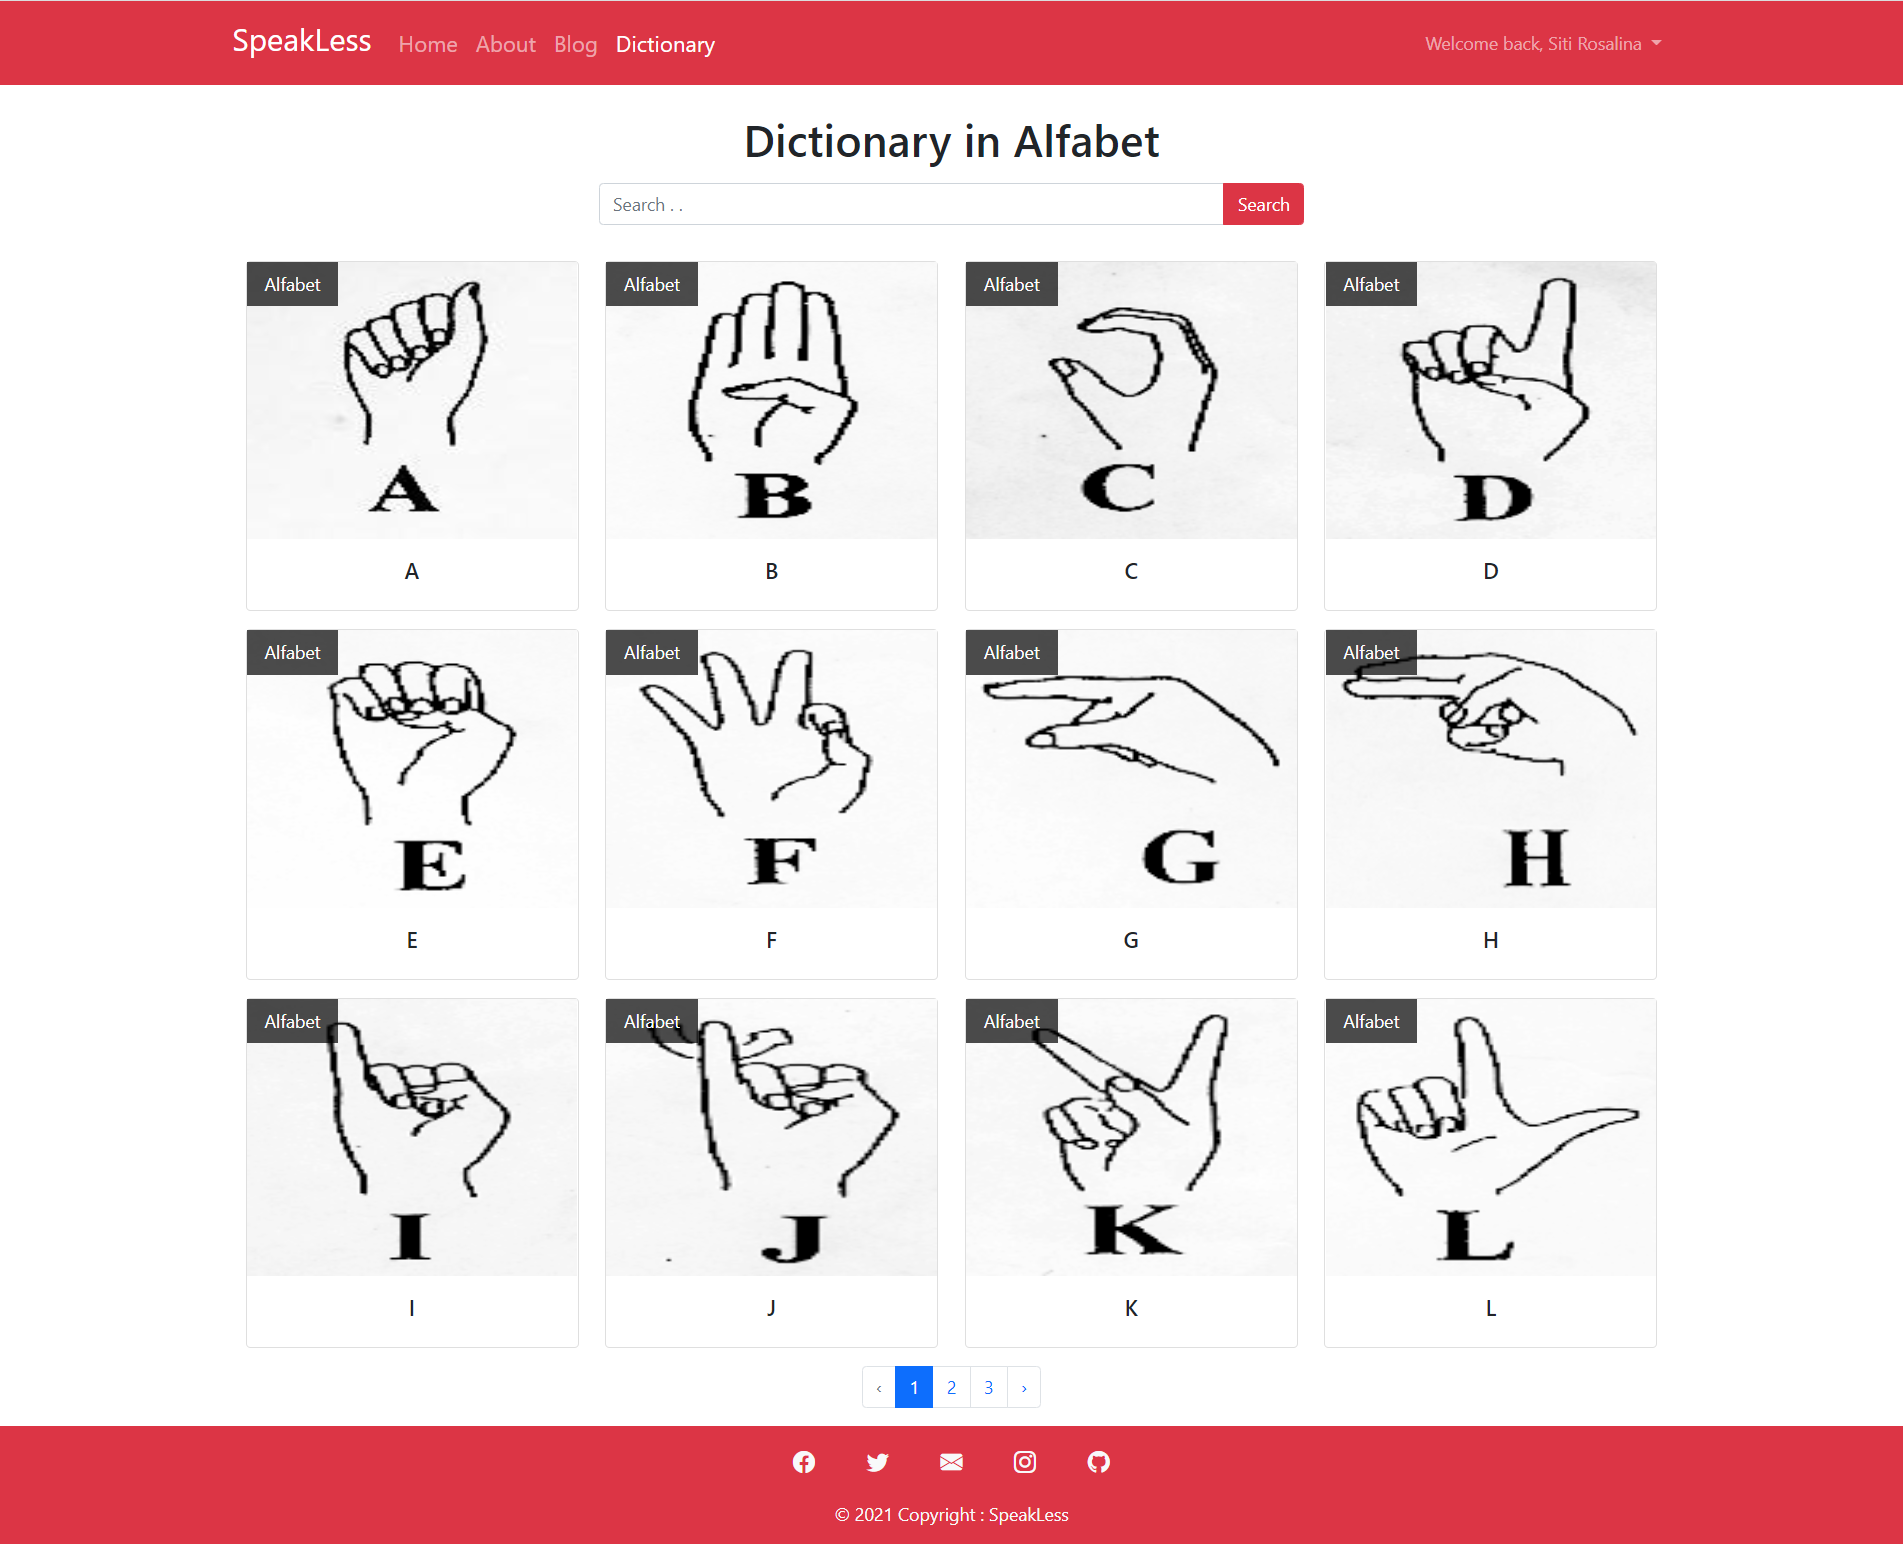 SpeakLess Home About Blog Dictionary Welcome back, Siti Rosalina
Dictionary in Alfabet
Search . . Search
Alfabet Alfabet Alfabet Alfabet
A B C D
A B C D
Alfabet Alfabet Alfabet Alfabet
E F G H
E F G H
Alfabet Alfabet Alfabet Alfabet
I J K L
I J K L
‹ 1 2 3 ›
© 2021 Copyright : SpeakLess